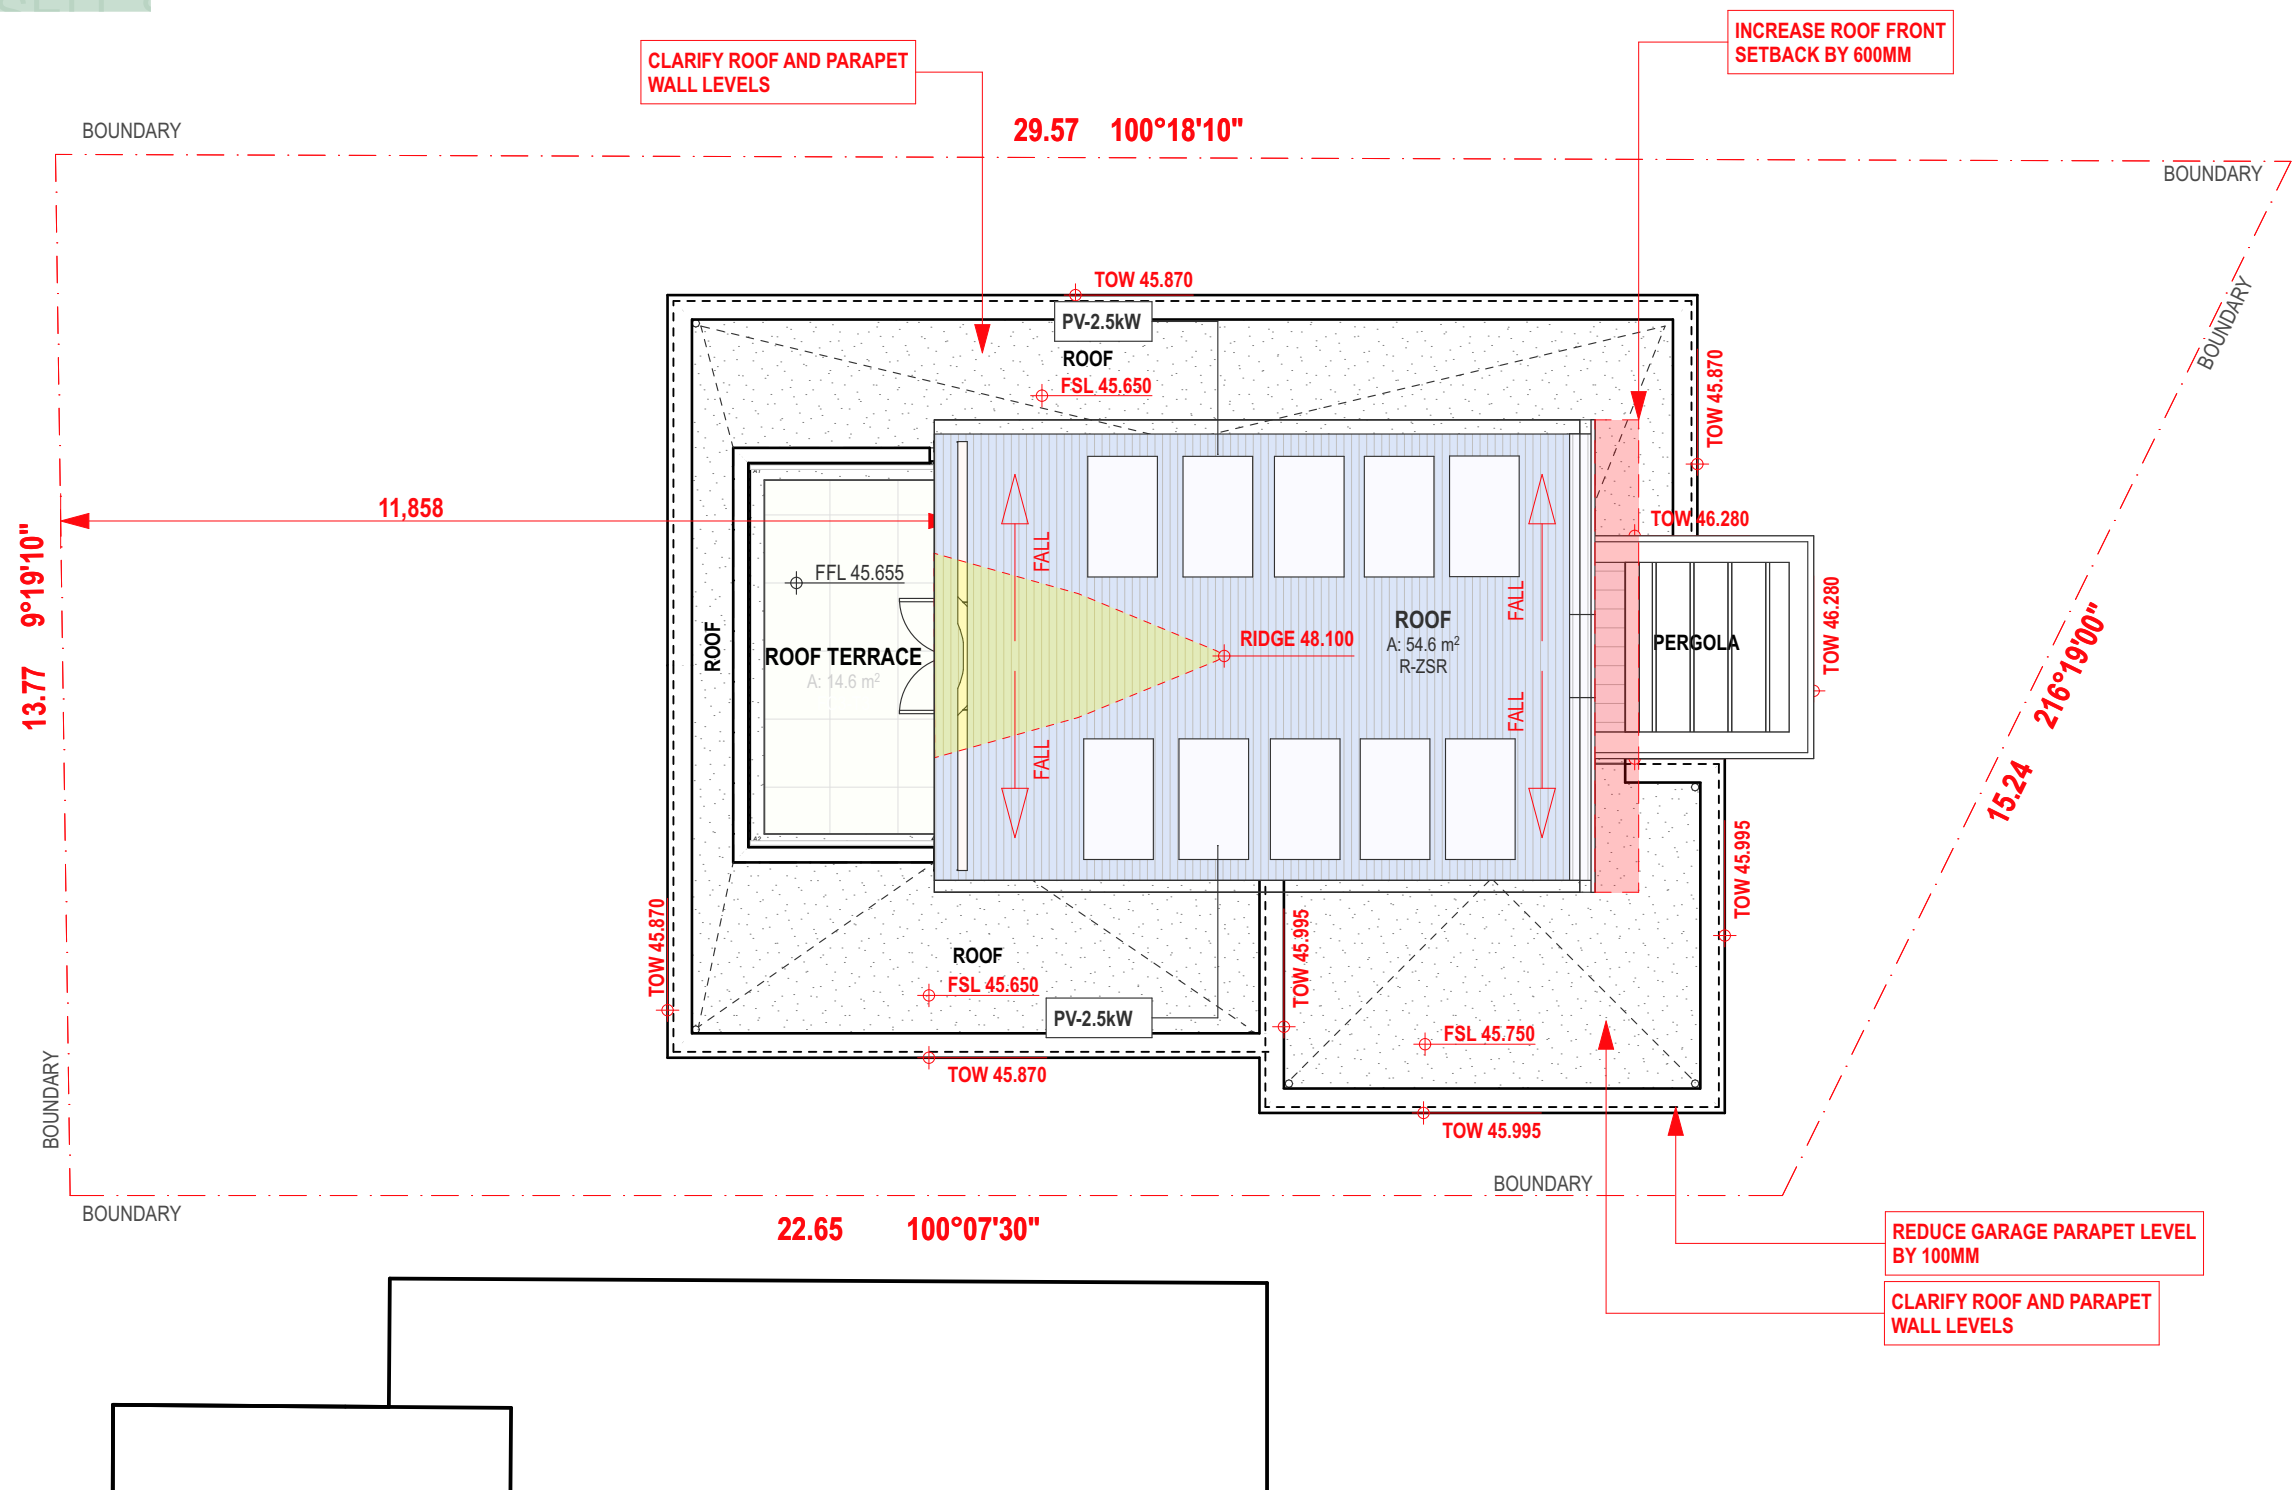 INCREASE ROOF FRONT
SETBACK BY 600MM
CLARIFY ROOF AND PARAPET
WALL LEVELS
29.57 100°18'10"
BOUNDARY
BOUNDARY
BOUNDARY
TOW 45.870
PV-2.5kW
ROOF
FSL 45.650
TOW 45.870
11,858
TOW 46.280
FALL
FALL
FFL 45.655
ROOF
A: 54.6 m²
R-ZSR
RIDGE 48.100
PERGOLA
TOW 46.280
ROOF
ROOF TERRACE
A: 14.6 m²
13.77 9°19'10"
15.24 216°19'00"
FALL
FALL
TOW 45.995
TOW 45.870
TOW 45.995
ROOF
FSL 45.650
PV-2.5kW
FSL 45.750
TOW 45.870
TOW 45.995
BOUNDARY
BOUNDARY
BOUNDARY
22.65 100°07'30"
REDUCE GARAGE PARAPET LEVEL
BY 100MM
CLARIFY ROOF AND PARAPET
WALL LEVELS